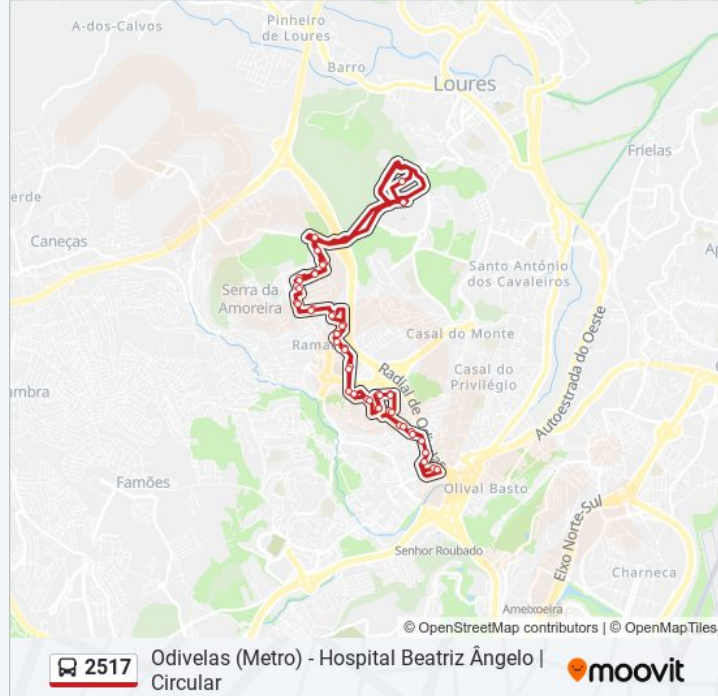 A-dos-Calvos
Pinheiro
de Loures
Barro
Loures
Frielas
erde
Caneças
Ap
Santo António
dos Cavaleiros
Serra da
Amoreira
Casal do Monte
Ramad
Casal do
Privilégio
Radial de Odivelas
Autoestrada do Oeste
mbra
Famões
Olival Basto
Eixo Norte-Sul
Senhor Roubado
Charneca
Ameixoeira
© OpenStreetMap contributors | © OpenMapTiles
2517
Odivelas (Metro) - Hospital Beatriz Ângelo |
Circular
moovit